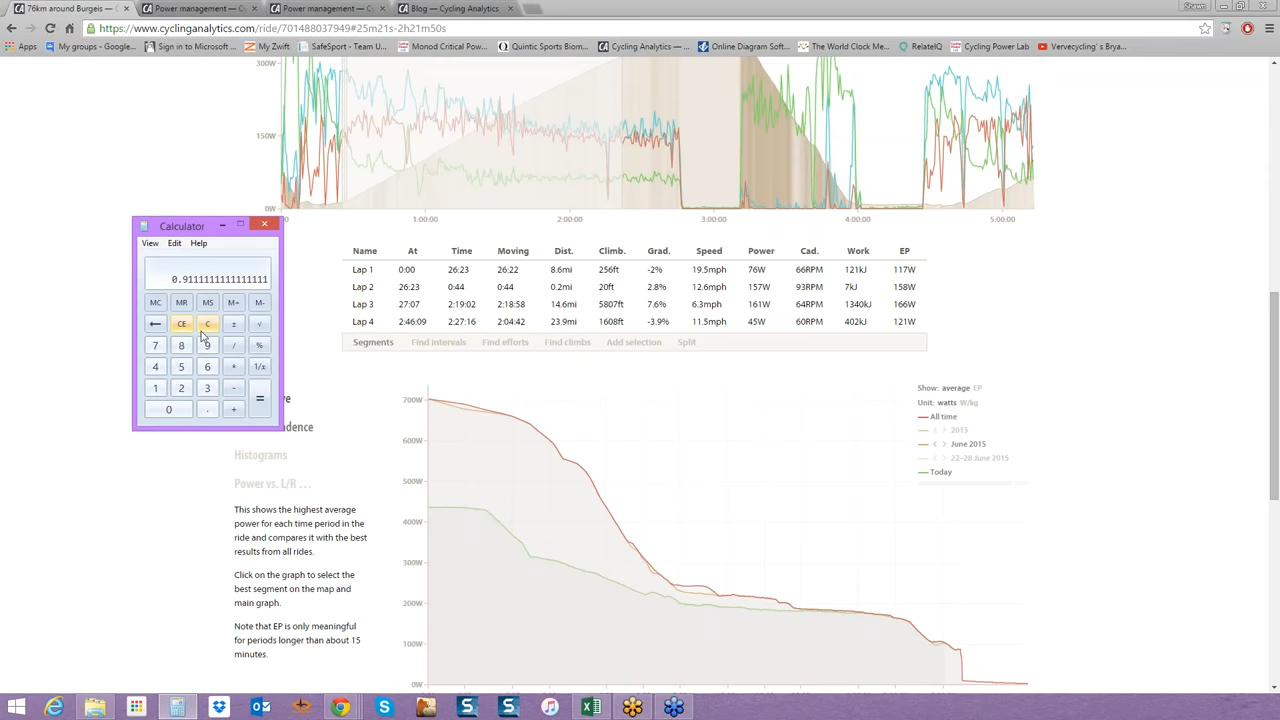 76km around Burgeis — C
Power management — cycli
Power management — cycli
Blog — Cycling Analytics
Shawn
https://www.cyclinganalytics.com/ride/701488037949#25m21s-2h21m50s
Apps
My groups - Google...
Sign in to Microsoft ...
My Zwift
SafeSport - Team U...
Monod Critical Pow...
Quintic Sports Biom...
Cycling Analytics — ...
Online Diagram Soft...
The World Clock Me...
RelateIQ
Cycling Power Lab
Vervecycling' s Brya...
300W
150W
0W
1:00:00
2:00:00
3:00:00
4:00:00
5:00:00
Calculator
View
Edit
Help
0.9111111111111111
MC MR MS M+ M-
← CE C ± √
7 8 9 / %
4 5 6 * 1/x
1 2 3 - =
0 . +
Name At Time Moving Dist. Climb. Grad. Speed Power Cad. Work EP
Lap 1 0:00 26:23 26:22 8.6mi 256ft -2% 19.5mph 76W 66RPM 121kJ 117W
Lap 2 26:23 0:44 0:44 0.2mi 20ft 2.8% 12.6mph 157W 93RPM 7kJ 158W
Lap 3 27:07 2:19:02 2:18:58 14.6mi 5807ft 7.6% 6.3mph 161W 64RPM 1340kJ 166W
Lap 4 2:46:09 2:27:16 2:04:42 23.9mi 1608ft -3.9% 11.5mph 45W 60RPM 402kJ 121W
Segments Find intervals Find efforts Find climbs Add selection Split
Histograms
Power vs. L/R ...
This shows the highest average
power for each time period in the
ride and compares it with the best
results from all rides.
Click on the graph to select the
best segment on the map and
main graph.
Note that EP is only meaningful
for periods longer than about 15
minutes.
700W
600W
500W
400W
300W
200W
100W
0W
Show: average EP
Unit: watts W/kg
All time
< > 2015
< > June 2015
< > 22–28 June 2015
Today